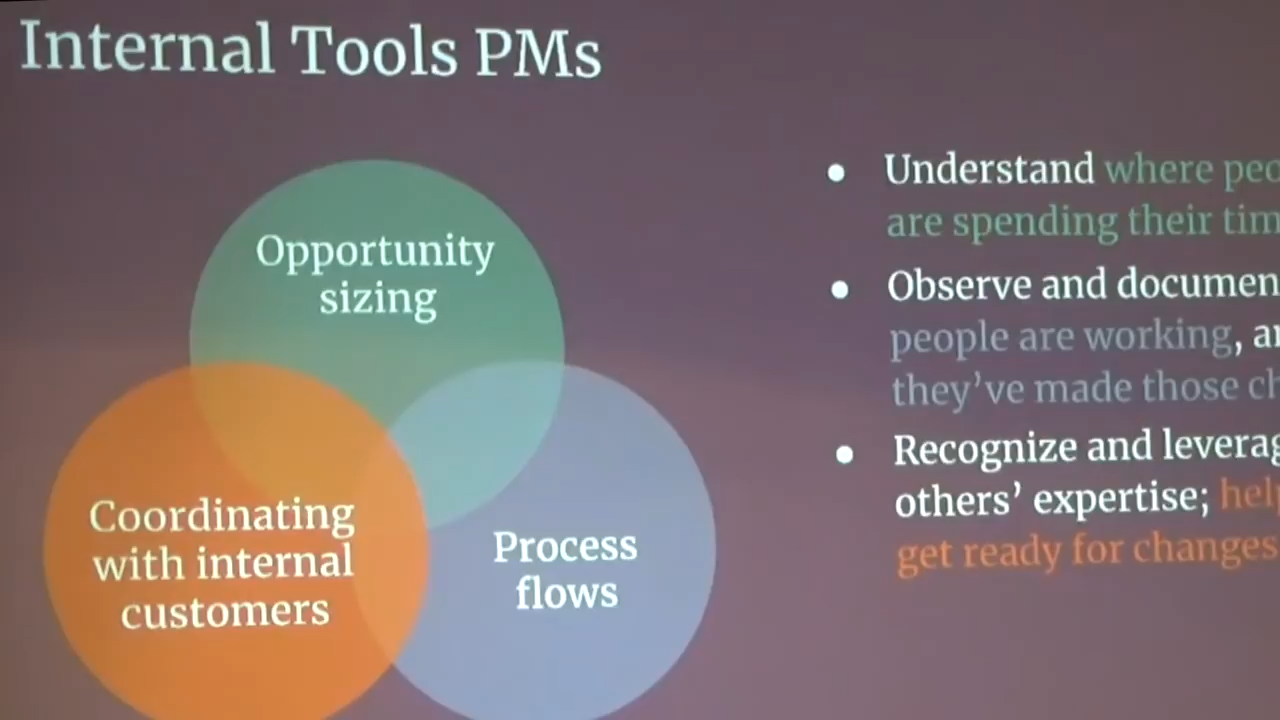 Internal Tools PMs
Opportunity
sizing
Coordinating
with internal
customers
Process
flows
• Understand where
are spending their
• Observe and
people are working,
they've made those
• Recognize and
others' expertise;
get ready for changes